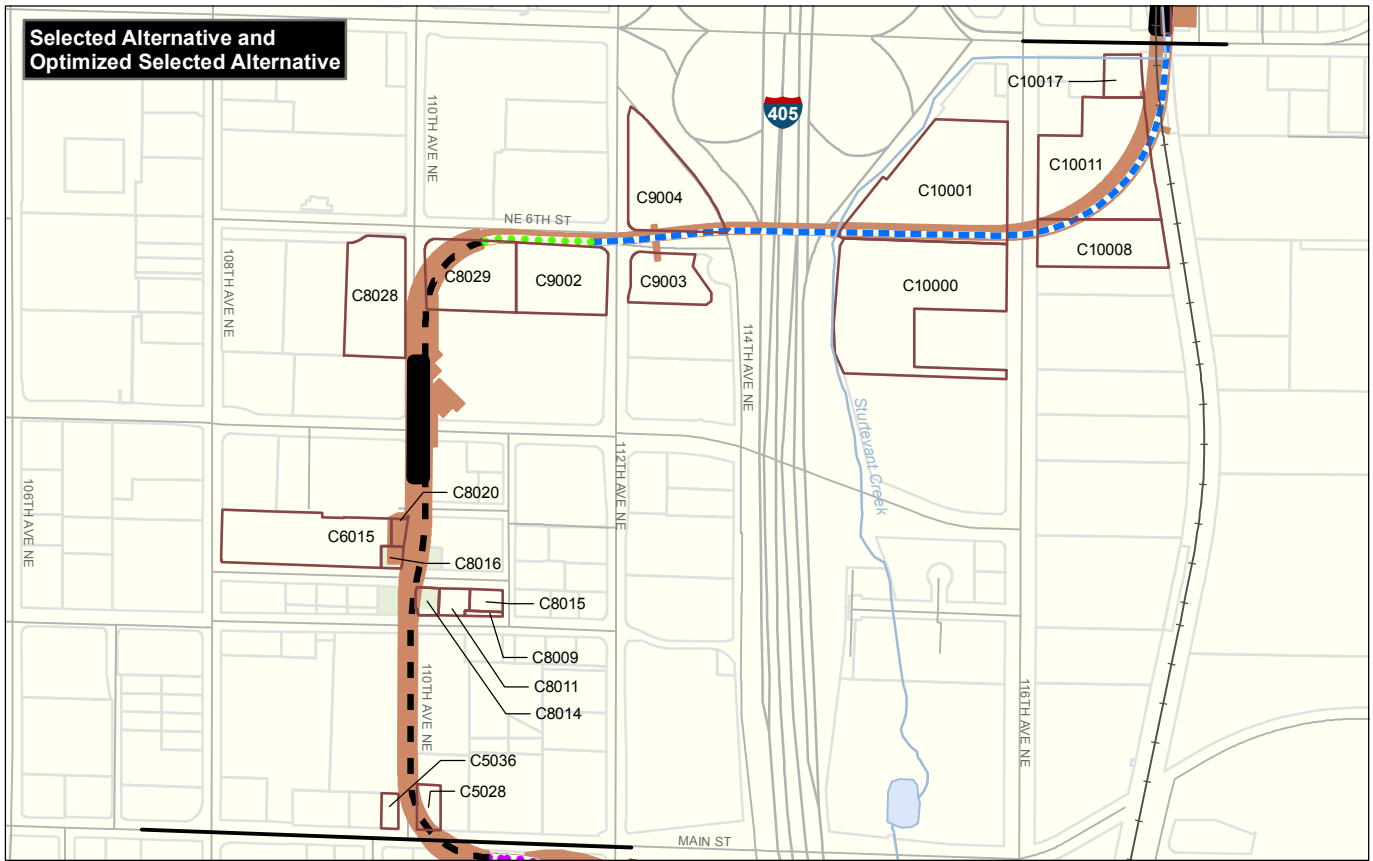 Selected Alternative and
Optimized Selected Alternative
405
C10017
110TH AVE NE
C10011
C9004
C10001
NE 6TH ST
108TH AVE NE
C8028
C8029
C9002
C9003
C10000
C10008
114TH AVE NE
Sturtevant Creek
112TH AVE NE
106TH AVE NE
C8020
C6015
C8016
C8015
C8009
C8011
C8014
110TH AVE NE
116TH AVE NE
C5036
C5028
MAIN ST